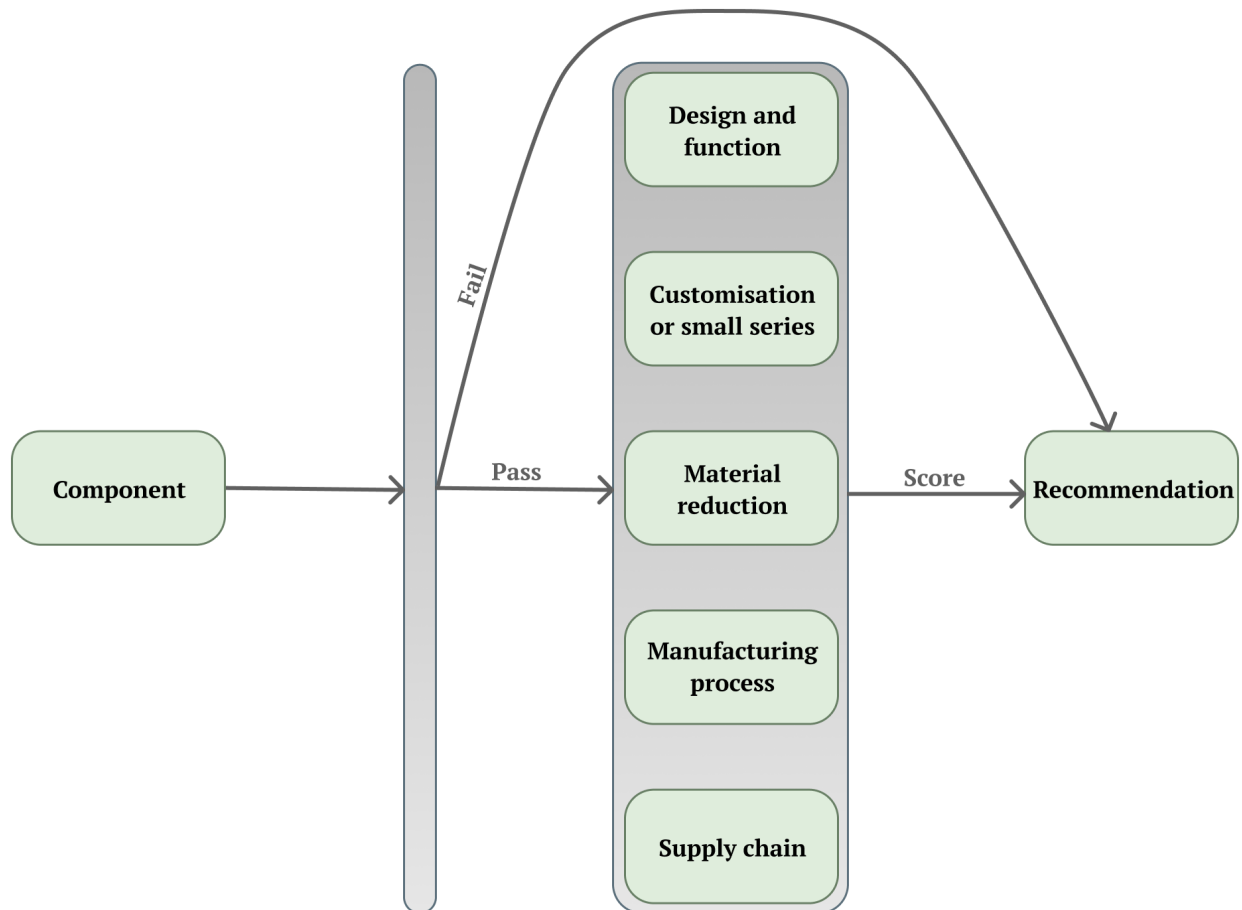 Design and
function
Fail
Customisation
or small series
Component
Pass
Material
reduction
Score
Recommendation
Manufacturing
process
Supply chain